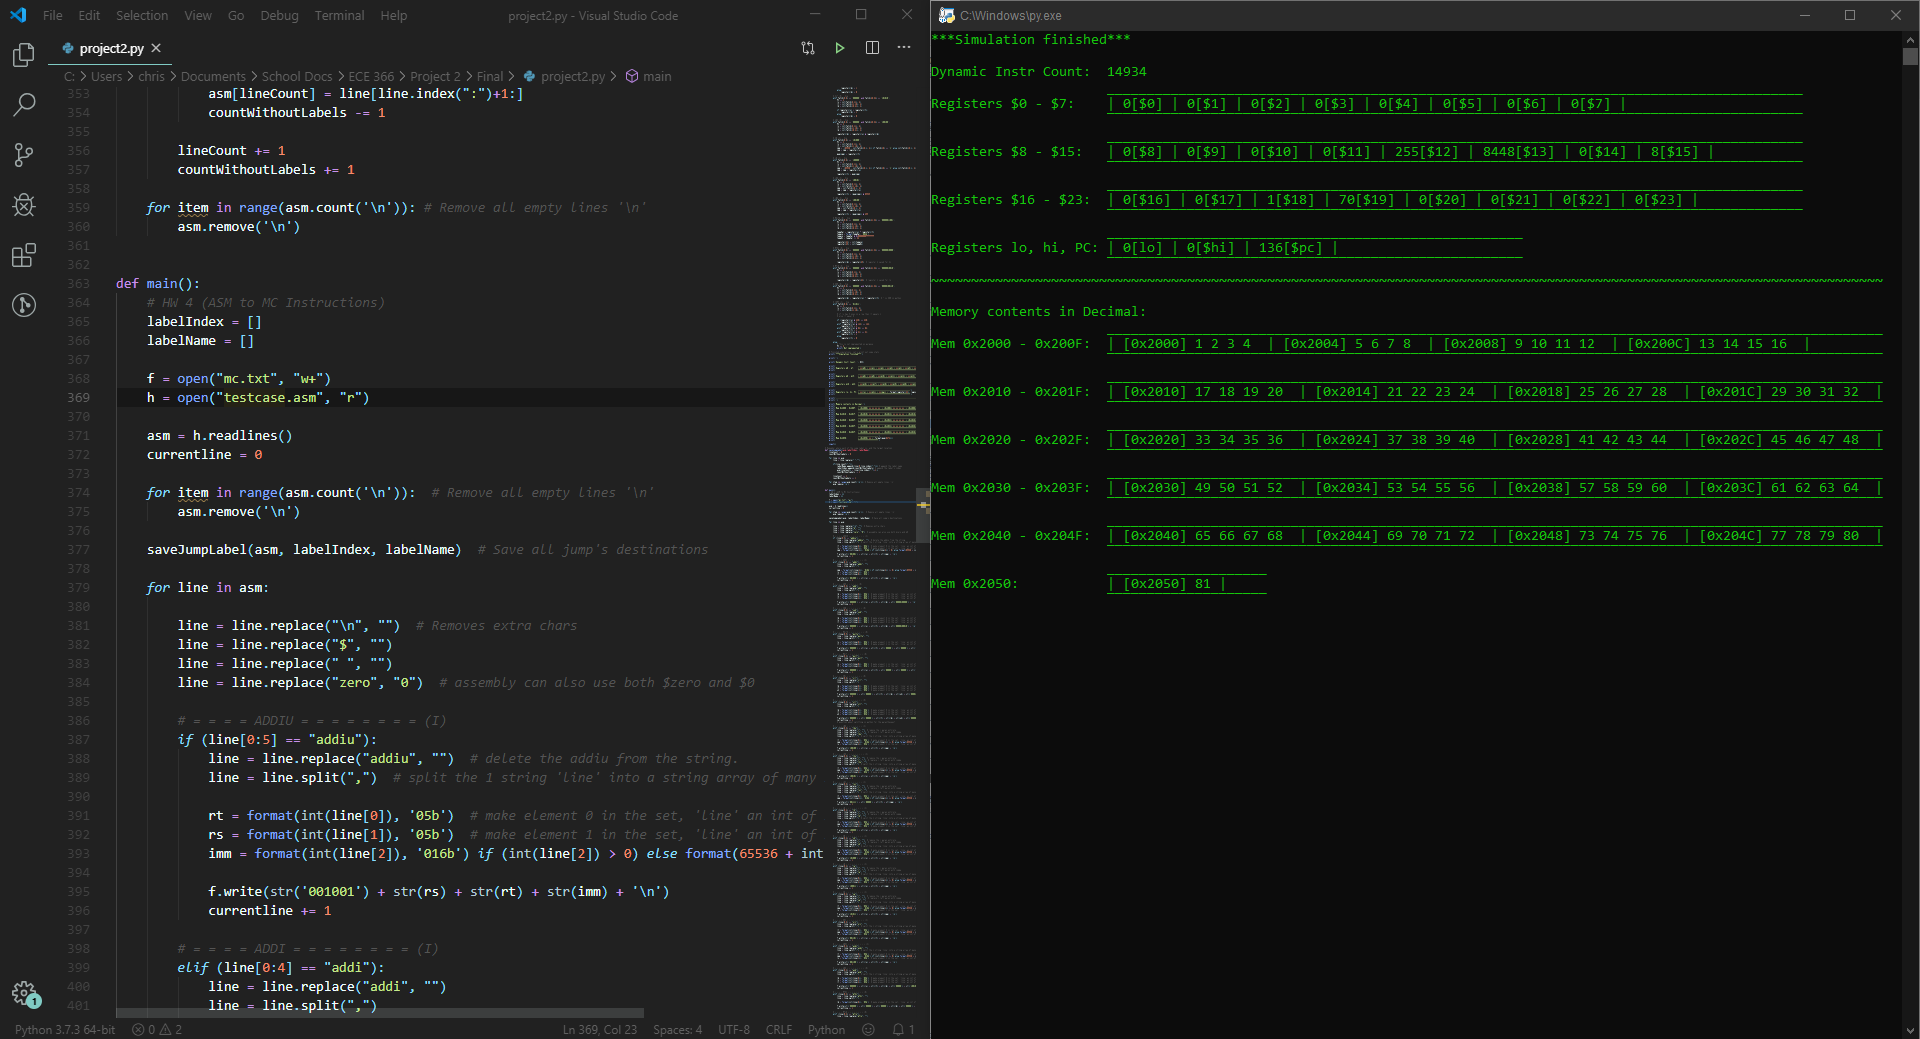 File Edit Selection View Go Debug Terminal Help project2.py - Visual Studio Code
project2.py
C: > Users > chris > Documents > School Docs > ECE 366 > Project 2 > Final > project2.py > main
353 asm[lineCount] = line[line.index(":")+1:]
354 countWithoutLabels -= 1
355
356 lineCount += 1
357 countWithoutLabels += 1
358
359 for item in range(asm.count('\n')): # Remove all empty lines '\n'
360 asm.remove('\n')
361
362
363 def main():
364 # HW 4 (ASM to MC Instructions)
365 labelIndex = []
366 labelName = []
367
368 f = open("mc.txt", "w+")
369 h = open("testcase.asm", "r")
370
371 asm = h.readlines()
372 currentline = 0
373
374 for item in range(asm.count('\n')): # Remove all empty lines '\n'
375 asm.remove('\n')
376
377 saveJumpLabel(asm, labelIndex, labelName) # Save all jump's destinations
378
379 for line in asm:
380
381 line = line.replace("\n", "") # Removes extra chars
382 line = line.replace("$", "")
383 line = line.replace(" ", "")
384 line = line.replace("zero", "0") # assembly can also use both $zero and $0
385
386 # = = = = ADDIU = = = = = = = = (I)
387 if (line[0:5] == "addiu"):
388 line = line.replace("addiu", "") # delete the addiu from the string.
389 line = line.split(",") # split the 1 string 'line' into a string array of many
390
391 rt = format(int(line[0]), '05b') # make element 0 in the set, 'line' an int of
392 rs = format(int(line[1]), '05b') # make element 1 in the set, 'line' an int of
393 imm = format(int(line[2]), '016b') if (int(line[2]) > 0) else format(65536 + int
394
395 f.write(str('001001') + str(rs) + str(rt) + str(imm) + '\n')
396 currentline += 1
397
398 # = = = = ADDI = = = = = = = = (I)
399 elif (line[0:4] == "addi"):
400 line = line.replace("addi", "")
401 line = line.split(",")
1
Python 3.7.3 64-bit 0 2 Ln 369, Col 23 Spaces: 4 UTF-8 CRLF Python 1
C:\Windows\py.exe
***Simulation finished***
Dynamic Instr Count: 14934
Registers $0 - $7: | 0[$0] | 0[$1] | 0[$2] | 0[$3] | 0[$4] | 0[$5] | 0[$6] | 0[$7] |
Registers $8 - $15: | 0[$8] | 0[$9] | 0[$10] | 0[$11] | 255[$12] | 8448[$13] | 0[$14] | 8[$15] |
Registers $16 - $23: | 0[$16] | 0[$17] | 1[$18] | 70[$19] | 0[$20] | 0[$21] | 0[$22] | 0[$23] |
Registers lo, hi, PC: | 0[lo] | 0[$hi] | 136[$pc] |
Memory contents in Decimal:
Mem 0x2000 - 0x200F: | [0x2000] 1 2 3 4 | [0x2004] 5 6 7 8 | [0x2008] 9 10 11 12 | [0x200C] 13 14 15 16 |
Mem 0x2010 - 0x201F: | [0x2010] 17 18 19 20 | [0x2014] 21 22 23 24 | [0x2018] 25 26 27 28 | [0x201C] 29 30 31 32 |
Mem 0x2020 - 0x202F: | [0x2020] 33 34 35 36 | [0x2024] 37 38 39 40 | [0x2028] 41 42 43 44 | [0x202C] 45 46 47 48 |
Mem 0x2030 - 0x203F: | [0x2030] 49 50 51 52 | [0x2034] 53 54 55 56 | [0x2038] 57 58 59 60 | [0x203C] 61 62 63 64 |
Mem 0x2040 - 0x204F: | [0x2040] 65 66 67 68 | [0x2044] 69 70 71 72 | [0x2048] 73 74 75 76 | [0x204C] 77 78 79 80 |
Mem 0x2050: | [0x2050] 81 |